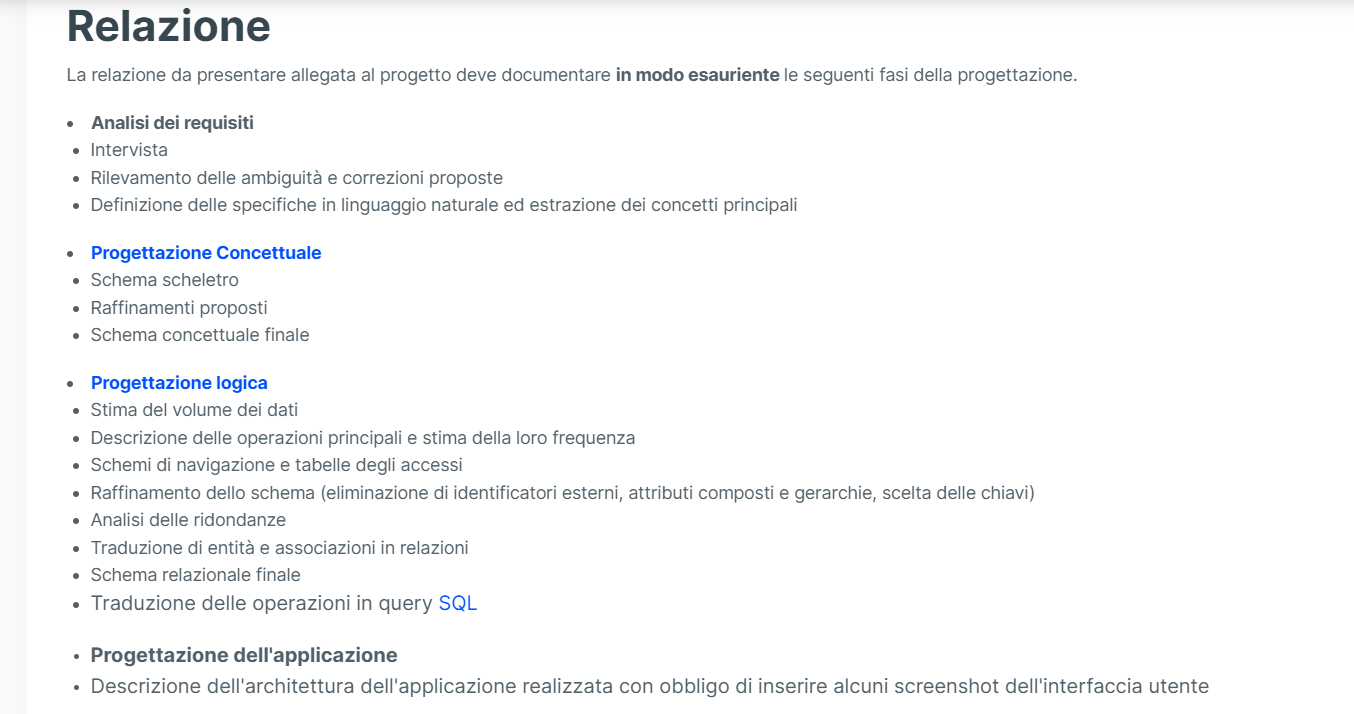 Relazione
La relazione da presentare allegata al progetto deve documentare in modo esauriente le seguenti fasi della progettazione.
• Analisi dei requisiti
• Intervista
• Rilevamento delle ambiguità e correzioni proposte
• Definizione delle specifiche in linguaggio naturale ed estrazione dei concetti principali
• Progettazione Concettuale
• Schema scheletro
• Raffinamenti proposti
• Schema concettuale finale
• Progettazione logica
• Stima del volume dei dati
• Descrizione delle operazioni principali e stima della loro frequenza
• Schemi di navigazione e tabelle degli accessi
• Raffinamento dello schema (eliminazione di identificatori esterni, attributi composti e gerarchie, scelta delle chiavi)
• Analisi delle ridondanze
• Traduzione di entità e associazioni in relazioni
• Schema relazionale finale
• Traduzione delle operazioni in query SQL
• Progettazione dell'applicazione
• Descrizione dell'architettura dell'applicazione realizzata con obbligo di inserire alcuni screenshot dell'interfaccia utente